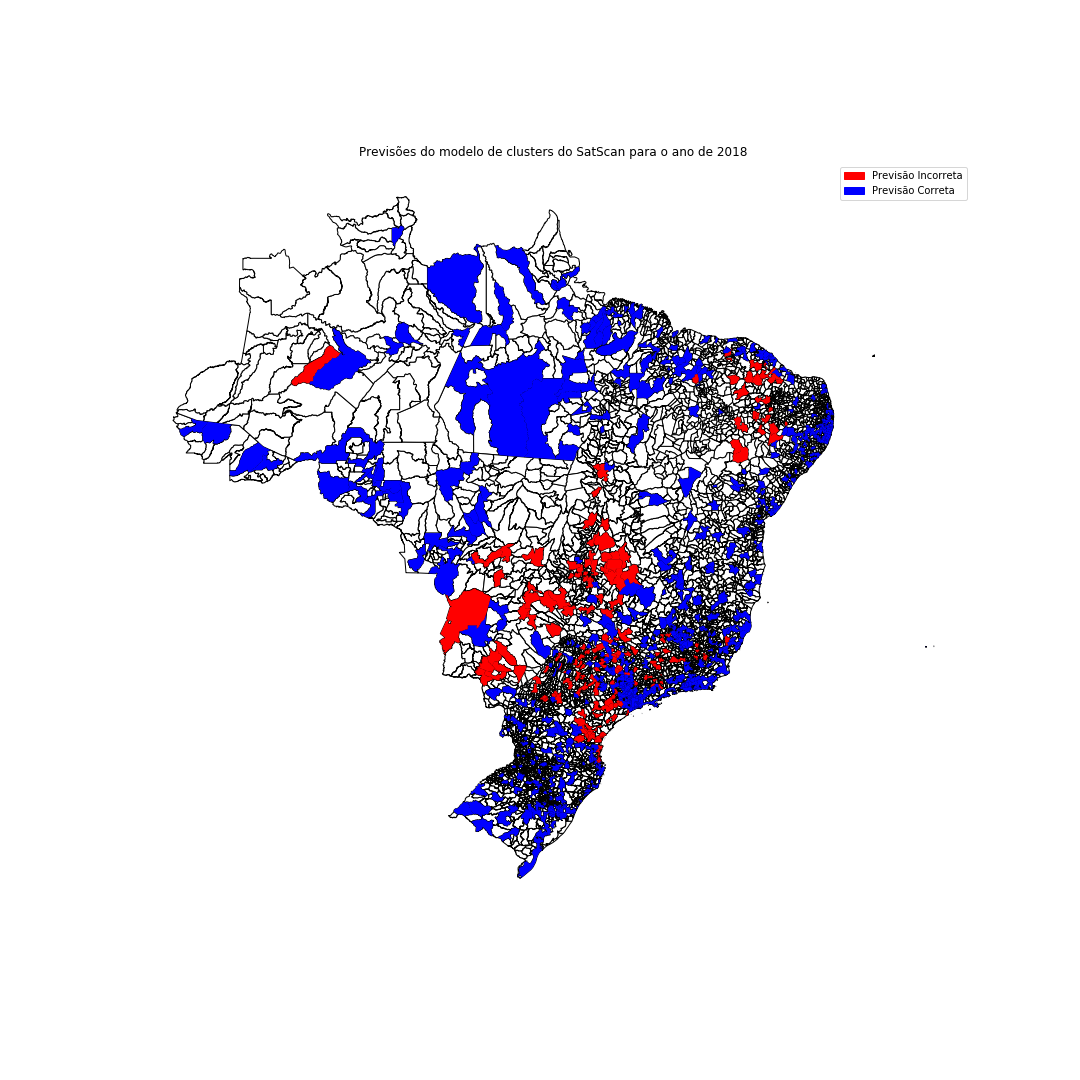 Previsões do modelo de clusters do SatScan para o ano de 2018
Previsão Incorreta
Previsão Correta